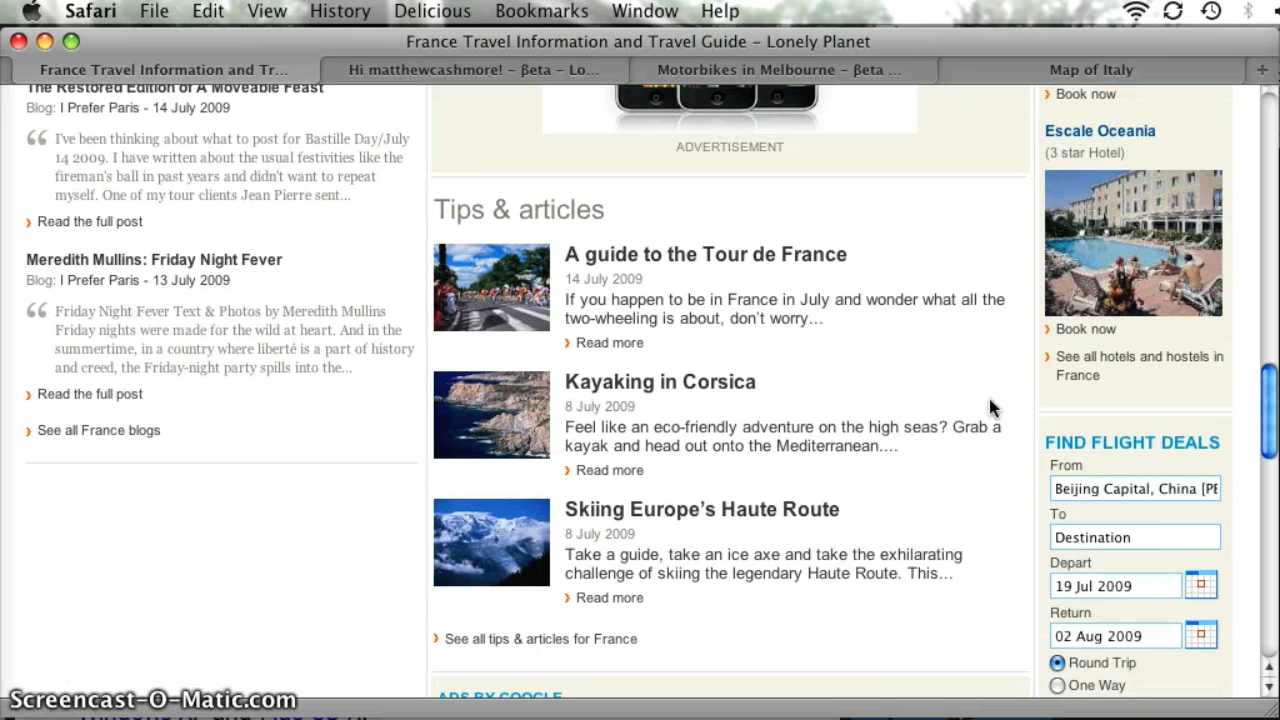 Safari File Edit View History Delicious Bookmarks Window Help
France Travel Information and Travel Guide – Lonely Planet
France Travel Information and Tr... Hi matthewcashmore! – βeta – Lo... Motorbikes in Melbourne – βeta ... Map of Italy
The Restored Edition of A Moveable Feast
Blog: I Prefer Paris - 14 July 2009
I've been thinking about what to post for Bastille Day/July
14 2009. I have written about the usual festivities like the
fireman's ball in past years and didn't want to repeat
myself. One of my tour clients Jean Pierre sent...
Read the full post
Meredith Mullins: Friday Night Fever
Blog: I Prefer Paris - 13 July 2009
Friday Night Fever Text & Photos by Meredith Mullins
Friday nights were made for the wild at heart. And in the
summertime, in a country where liberté is a part of history
and creed, the Friday-night party spills into the...
Read the full post
See all France blogs
ADVERTISEMENT
Tips & articles
A guide to the Tour de France
14 July 2009
If you happen to be in France in July and wonder what all the
two-wheeling is about, don't worry…
Read more
Kayaking in Corsica
8 July 2009
Feel like an eco-friendly adventure on the high seas? Grab a
kayak and head out onto the Mediterranean.…
Read more
Skiing Europe's Haute Route
8 July 2009
Take a guide, take an ice axe and take the exhilarating
challenge of skiing the legendary Haute Route. This…
Read more
See all tips & articles for France
ADS BY GOOGLE
Book now
Escale Oceania
(3 star Hotel)
Book now
See all hotels and hostels in
France
FIND FLIGHT DEALS
From
Beijing Capital, China [PE
To
Destination
Depart
19 Jul 2009
Return
02 Aug 2009
Round Trip
One Way
Screencast-O-Matic.com